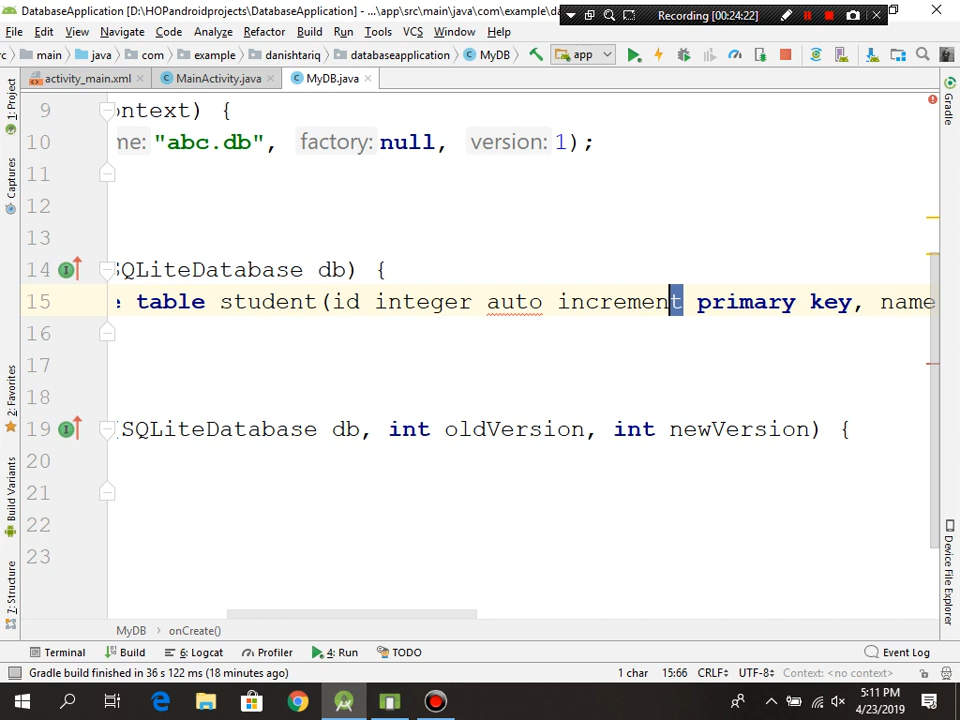 DatabaseApplication [D:\HOPandroidprojects\DatabaseApplication] - ...\app\src\main\java\com\example\da
Recording [00:24:22]
File Edit View Navigate Code Analyze Refactor Build Run Tools VCS Window Help
main java com example danishtariq databaseapplication MyDB app
activity_main.xml MainActivity.java MyDB.java
9 ontext) {
10 me: "abc.db", factory: null, version: 1);
11
12
13
14 SQLiteDatabase db) {
15 e table student(id integer auto increment primary key, name
16
17
18
19 (SQLiteDatabase db, int oldVersion, int newVersion) {
20
21
22
23
1: Project
Captures
2: Favorites
Build Variants
7: Structure
Gradle
Device File Explorer
MyDB › onCreate()
Terminal Build 6: Logcat Profiler 4: Run TODO Event Log
Gradle build finished in 36 s 122 ms (18 minutes ago) 1 char 15:66 CRLF UTF-8 Context: <no context>
5:11 PM
4/23/2019